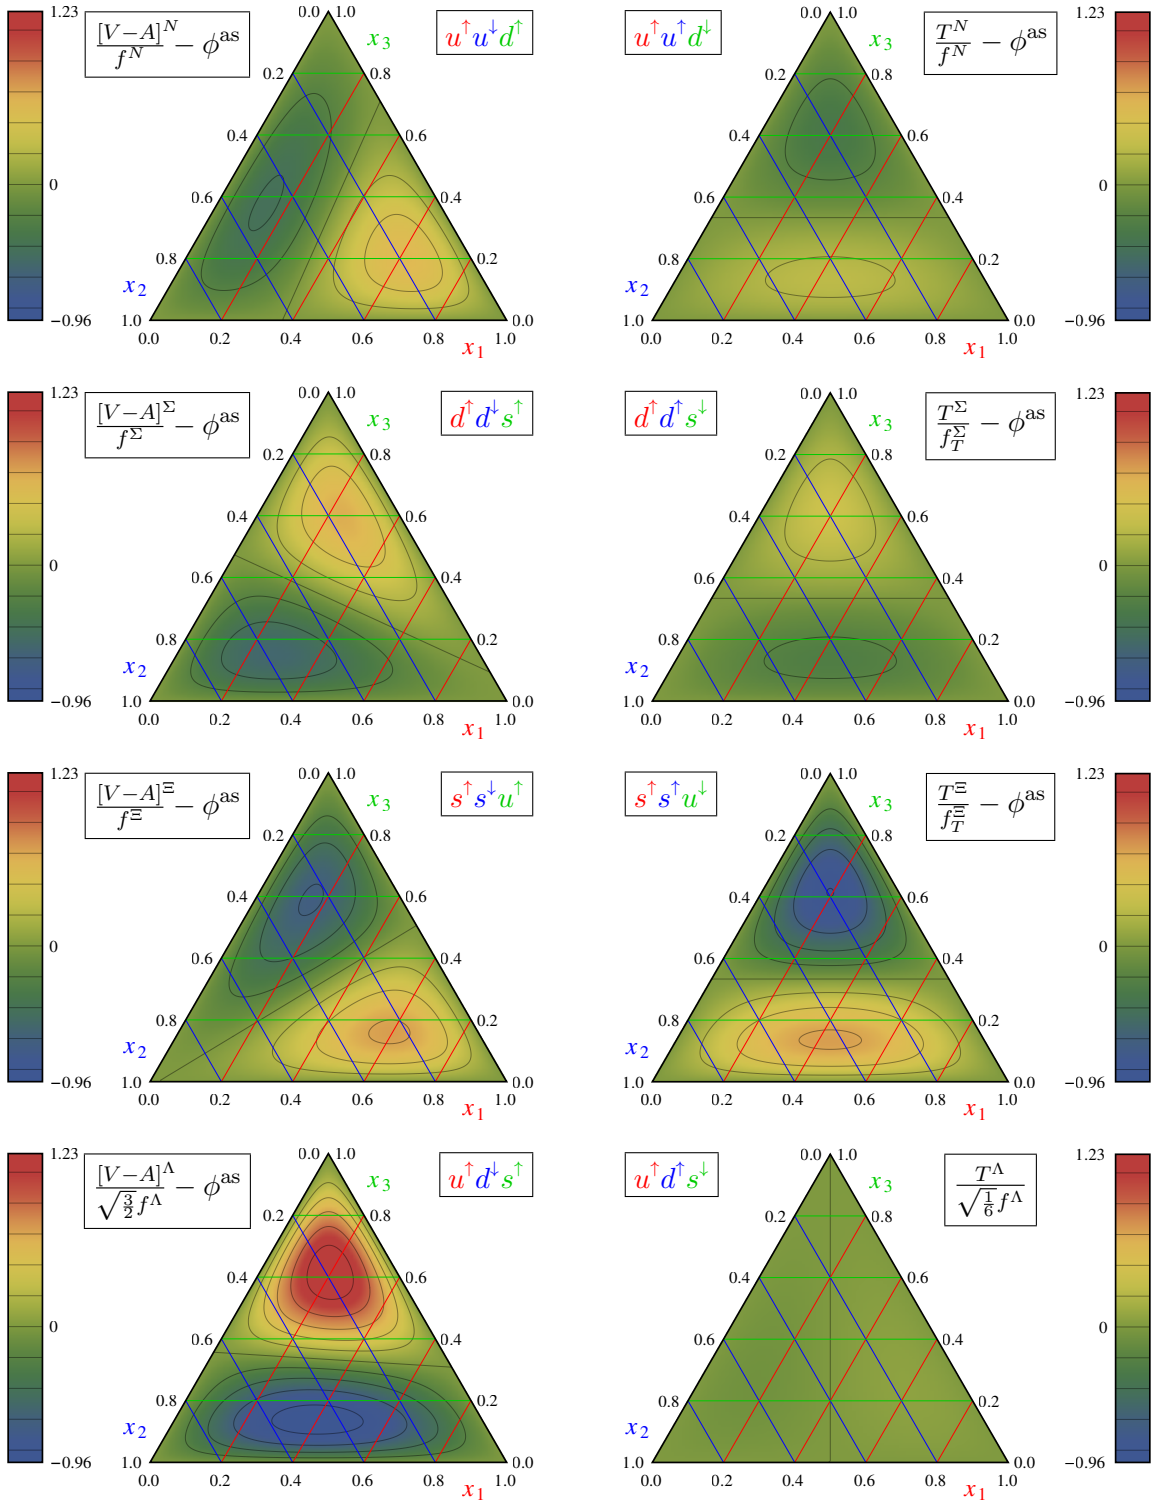 1.23
0
−0.96
[V−A]^N / f^N − ϕ^as
u↑u↓d↑
0.0 1.0
x3
0.2 0.8
0.4 0.6
0.6 0.4
0.8 0.2
x2
1.0 0.0
0.0 0.2 0.4 0.6 0.8 1.0
x1
u↑u↑d↓
T^N / f^N − ϕ^as
0.0 1.0
x3
0.2 0.8
0.4 0.6
0.6 0.4
0.8 0.2
x2
1.0 0.0
0.0 0.2 0.4 0.6 0.8 1.0
x1
1.23
0
−0.96
1.23
0
−0.96
[V−A]^Σ / f^Σ − ϕ^as
d↑d↓s↑
0.0 1.0
x3
0.2 0.8
0.4 0.6
0.6 0.4
0.8 0.2
x2
1.0 0.0
0.0 0.2 0.4 0.6 0.8 1.0
x1
d↑d↑s↓
T^Σ / f_T^Σ − ϕ^as
0.0 1.0
x3
0.2 0.8
0.4 0.6
0.6 0.4
0.8 0.2
x2
1.0 0.0
0.0 0.2 0.4 0.6 0.8 1.0
x1
1.23
0
−0.96
1.23
0
−0.96
[V−A]^Ξ / f^Ξ − ϕ^as
s↑s↓u↑
0.0 1.0
x3
0.2 0.8
0.4 0.6
0.6 0.4
0.8 0.2
x2
1.0 0.0
0.0 0.2 0.4 0.6 0.8 1.0
x1
s↑s↑u↓
T^Ξ / f_T^Ξ − ϕ^as
0.0 1.0
x3
0.2 0.8
0.4 0.6
0.6 0.4
0.8 0.2
x2
1.0 0.0
0.0 0.2 0.4 0.6 0.8 1.0
x1
1.23
0
−0.96
1.23
0
−0.96
[V−A]^Λ / √(3/2) f^Λ − ϕ^as
u↑d↓s↑
0.0 1.0
x3
0.2 0.8
0.4 0.6
0.6 0.4
0.8 0.2
x2
1.0 0.0
0.0 0.2 0.4 0.6 0.8 1.0
x1
u↑d↑s↓
T^Λ / √(1/6) f^Λ
0.0 1.0
x3
0.2 0.8
0.4 0.6
0.6 0.4
0.8 0.2
x2
1.0 0.0
0.0 0.2 0.4 0.6 0.8 1.0
x1
1.23
0
−0.96